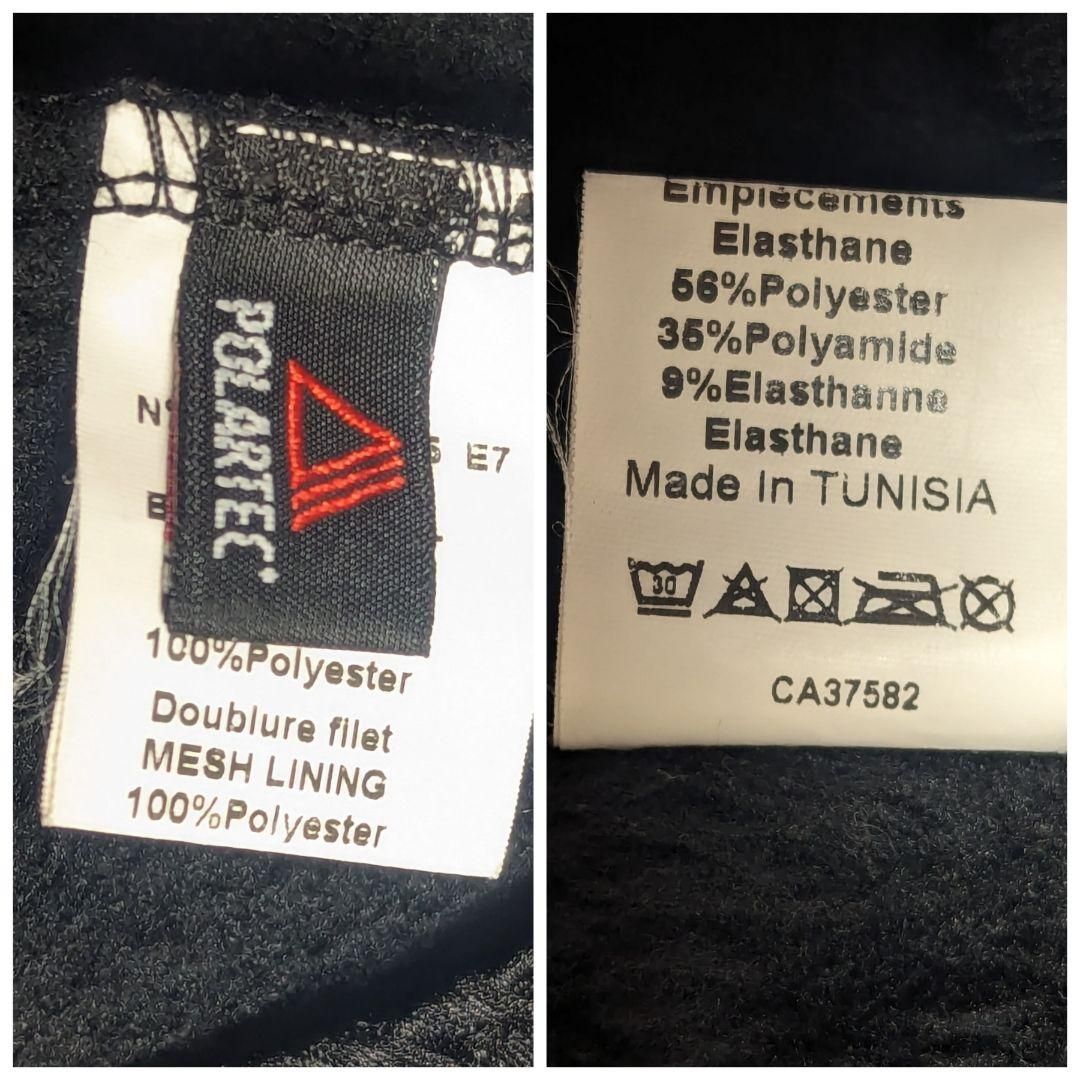 POLARTEC
E7
100%Polyester
Doublure filet
MESH LINING
100%Polyester
Empiècements
Elasthane
56%Polyester
35%Polyamide
9%Elasthanne
Elasthane
Made In TUNISIA
30
CA37582